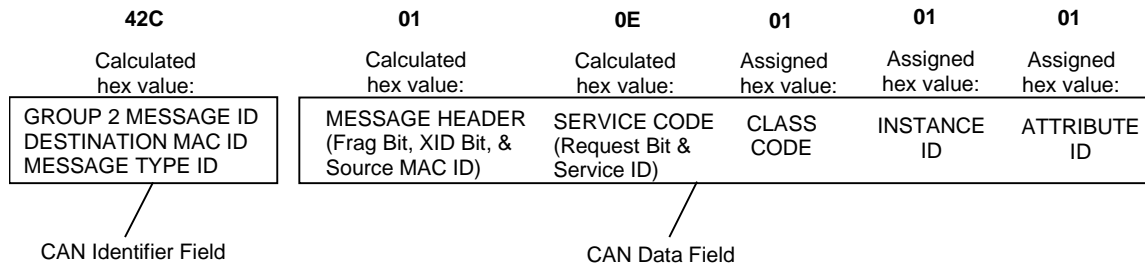 42C 01 0E 01 01 01
Calculated Calculated Calculated Assigned Assigned Assigned
hex value: hex value: hex value: hex value: hex value: hex value:
GROUP 2 MESSAGE ID
DESTINATION MAC ID
MESSAGE TYPE ID
MESSAGE HEADER
(Frag Bit, XID Bit, &
Source MAC ID)
SERVICE CODE
(Request Bit &
Service ID)
CLASS
CODE
INSTANCE
ID
ATTRIBUTE
ID
CAN Identifier Field
CAN Data Field